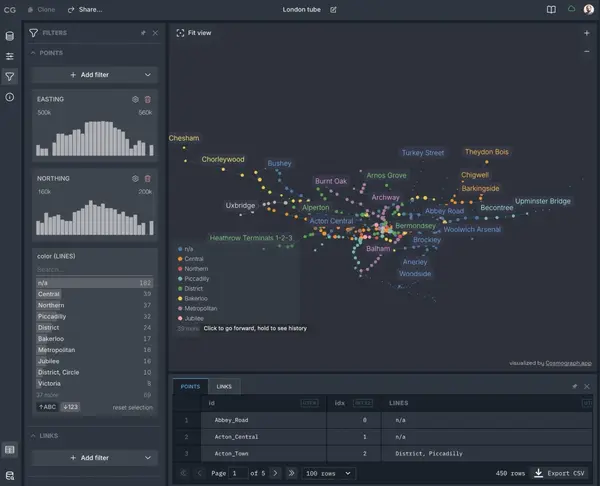 CG Clone Share... London tube
FILTERS
POINTS
+ Add filter
EASTING
500k 560k
NORTHING
160k 200k
color (LINES)
Search...
n/a 182
Central 39
Northern 37
Piccadilly 32
District 24
Bakerloo 17
Metropolitan 16
Jubilee 16
District, Circle 10
Victoria 9
37 more 69
↑ABC ↓123 reset selection
LINKS
+ Add filter
Fit view
Chesham
Chorleywood
Bushey
Burnt Oak
Arnos Grove
Turkey Street
Theydon Bois
Chigwell
Barkingside
Archway
Uxbridge
Alperton
Acton Central
Abbey Road
Becontree
Upminster Bridge
Bermondsey
Woolwich Arsenal
Heathrow Terminals 1-2-3
Balham
Brockley
Anerley
Woodside
n/a
Central
Northern
Piccadilly
District
Bakerloo
Metropolitan
Jubilee
more Click to go forward, hold to see history
visualized by Cosmograph.app
POINTS LINKS
id idx LINES
1 Abbey_Road 0 n/a
2 Acton_Central 1 n/a
3 Acton_Town 2 District, Piccadilly
Page 1 of 5 100 rows 450 rows Export CSV